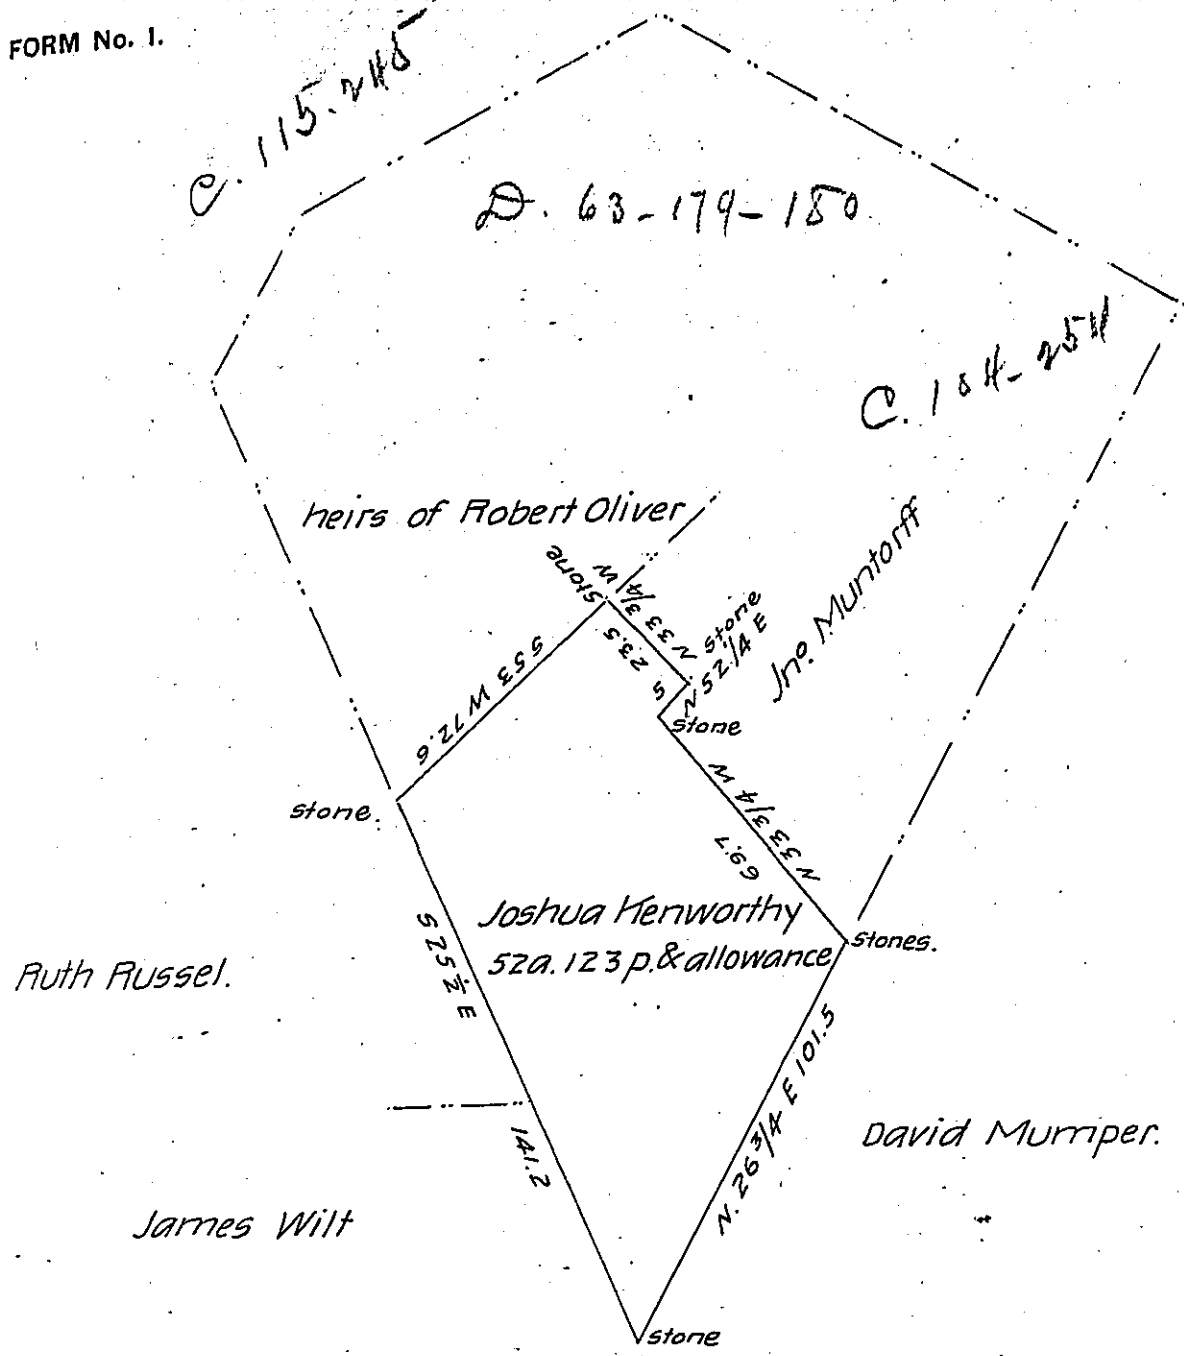 FORM No. 1.
C. 115.245
D. 63-179-180
C. 184-254
heirs of Robert Oliver
Jno. Muntorff
stone
N 33 3/4 W
23.5
stone
N 52 1/4 E
5
stone
S 53 W 72.6
stone.
N 33 3/4 W
69.7
Joshua Kenworthy
52a. 123 p. & allowance
stones.
Ruth Russel.
S 25 1/2 E
141.2
N. 26 3/4 E 101.5
David Mumper.
James Wilt
stone